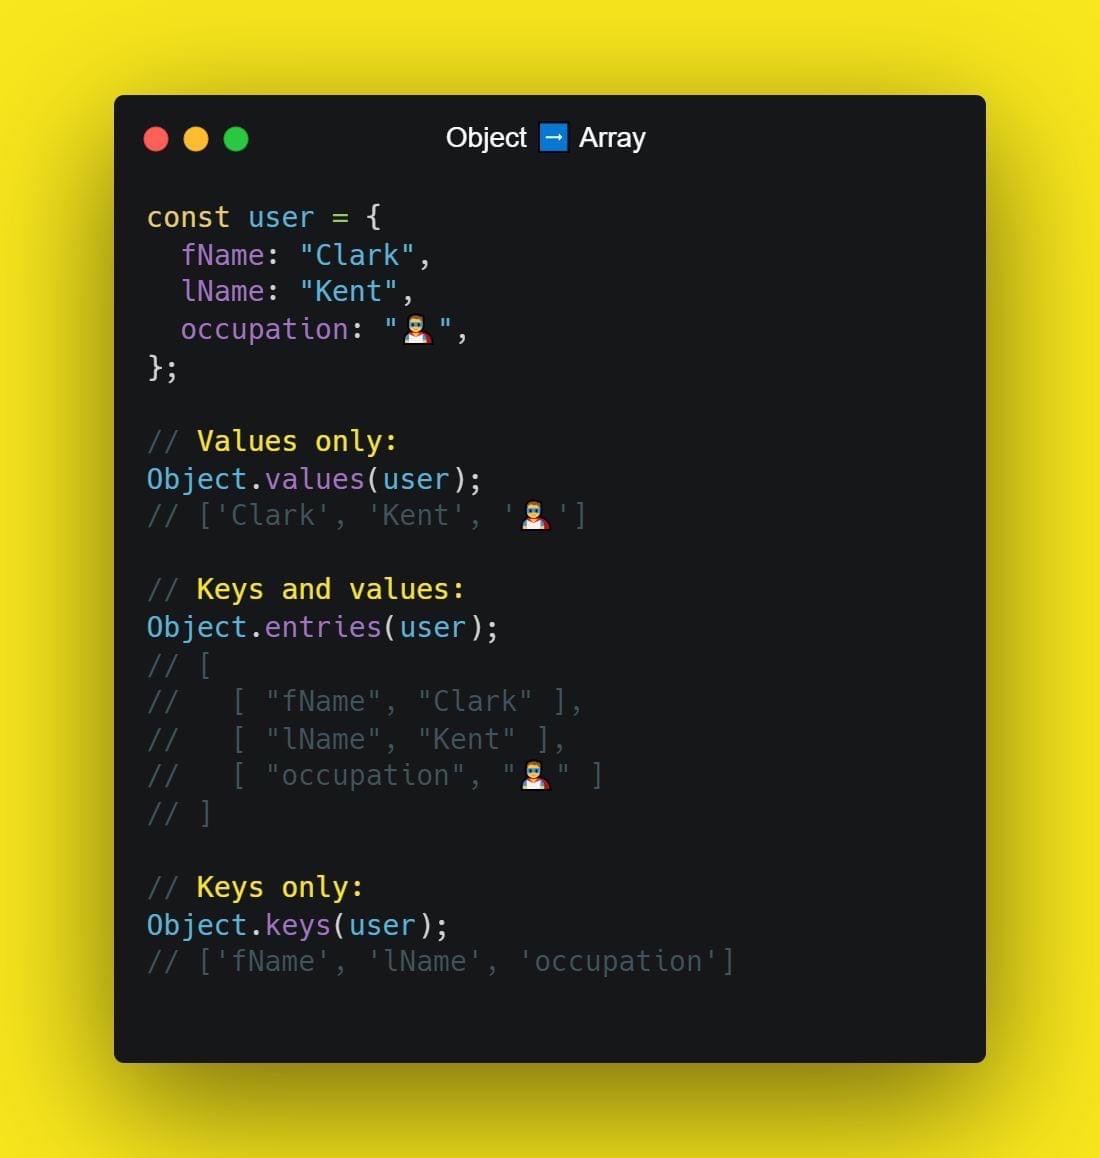 Object ➡️ Array
const user = {
  fName: "Clark",
  lName: "Kent",
  occupation: "🦸‍♂️",
};
// Values only:
Object.values(user);
// ['Clark', 'Kent', '🦸‍♂️']
// Keys and values:
Object.entries(user);
// [
//   [ "fName", "Clark" ],
//   [ "lName", "Kent" ],
//   [ "occupation", "🦸‍♂️" ]
// ]
// Keys only:
Object.keys(user);
// ['fName', 'lName', 'occupation']